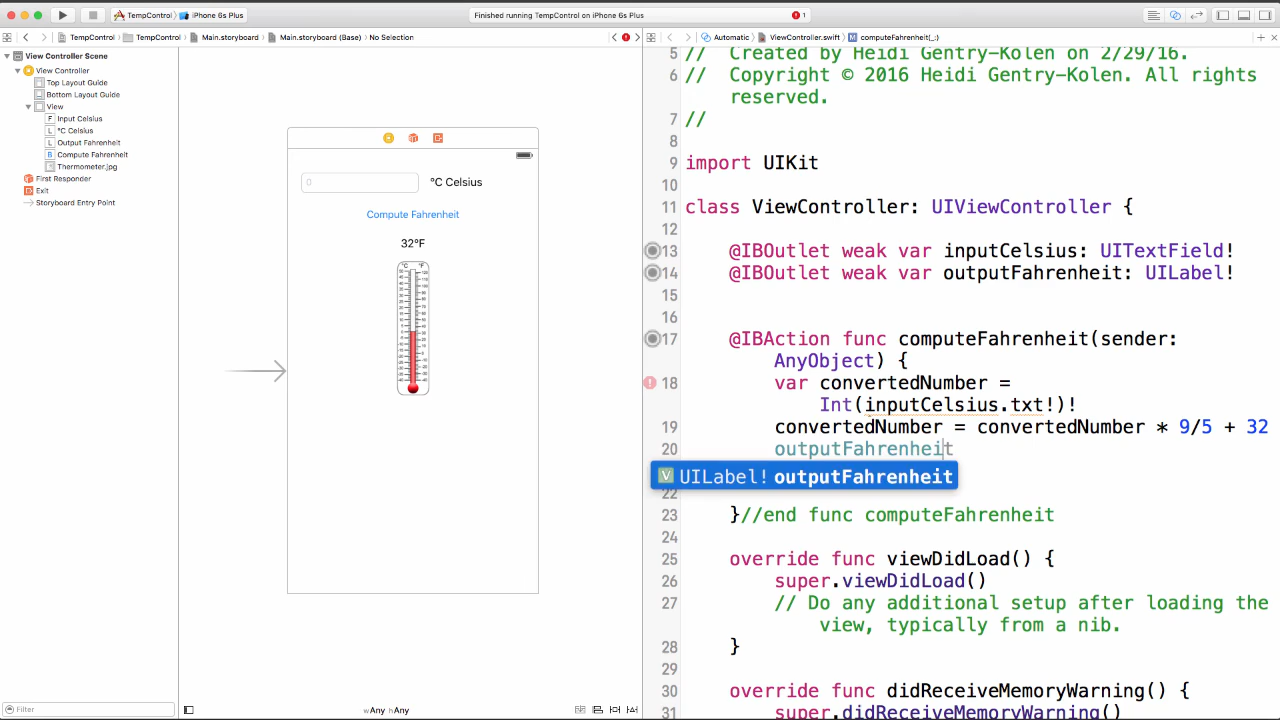 TempControl iPhone 6s Plus
Finished running TempControl on iPhone 6s Plus
1
TempControl TempControl Main.storyboard Main.storyboard (Base) No Selection
Automatic ViewController.swift M computeFahrenheit(_:)
View Controller Scene
View Controller
Top Layout Guide
Bottom Layout Guide
View
F Input Celsius
L °C Celsius
L Output Fahrenheit
B Compute Fahrenheit
Thermometer.jpg
First Responder
Exit
Storyboard Entry Point
Filter
0
°C Celsius
Compute Fahrenheit
32°F
°C °F
wAny hAny
5 // Created by Heidi Gentry-Kolen on 2/29/16.
6 // Copyright © 2016 Heidi Gentry-Kolen. All rights
reserved.
7 //
8
9 import UIKit
10
11 class ViewController: UIViewController {
12
13 @IBOutlet weak var inputCelsius: UITextField!
14 @IBOutlet weak var outputFahrenheit: UILabel!
15
16
17 @IBAction func computeFahrenheit(sender:
AnyObject) {
18 var convertedNumber =
Int(inputCelsius.txt!)!
19 convertedNumber = convertedNumber * 9/5 + 32
20 outputFahrenheit
V UILabel! outputFahrenheit
22
23 }//end func computeFahrenheit
24
25 override func viewDidLoad() {
26 super.viewDidLoad()
27 // Do any additional setup after loading the
view, typically from a nib.
28 }
29
30 override func didReceiveMemoryWarning() {
31 super.didReceiveMemoryWarning()